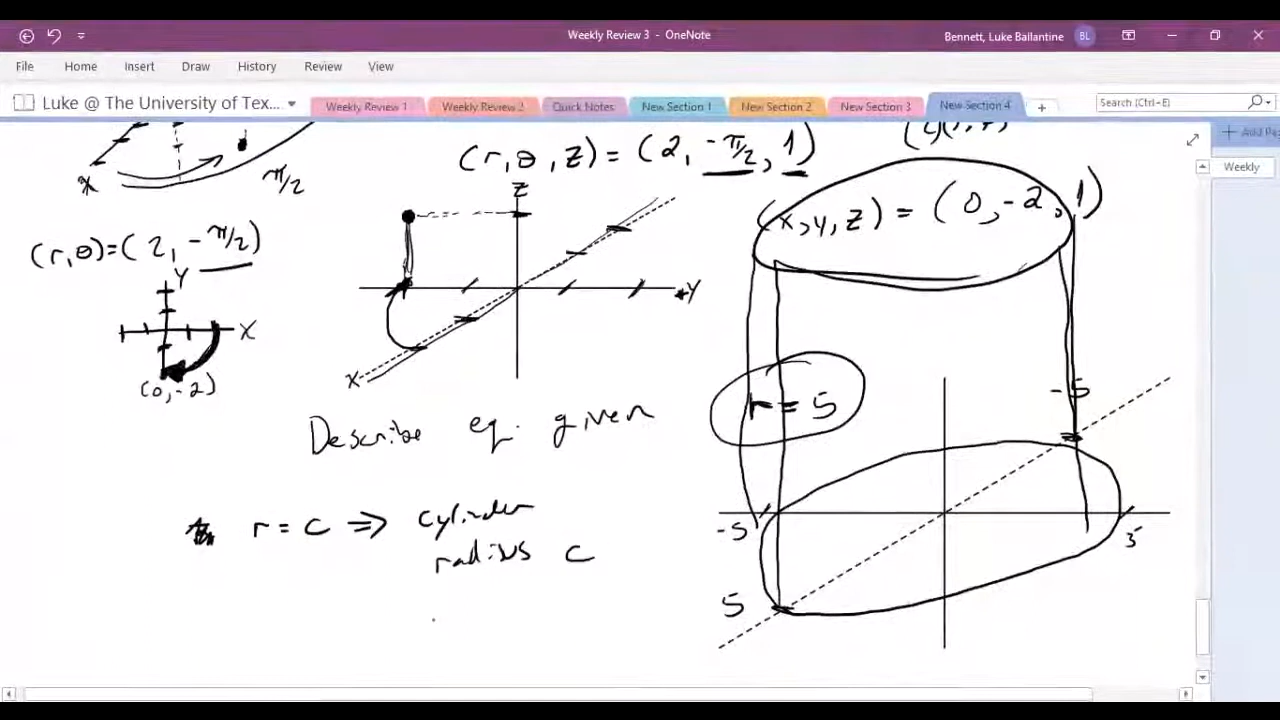 Weekly Review 3 - OneNote
Bennett, Luke Ballantine
BL
File Home Insert Draw History Review View
Luke @ The University of Tex...
Weekly Review 1
Weekly Review 2
Quick Notes
New Section 1
New Section 2
New Section 3
New Section 4
Search (Ctrl+E)
Add Pa
Weekly
X
π/2
(r, θ, z) = (2, -π/2, 1)
(x, y, z) = (0, -2, 1)
(r, θ) = (2, -π/2)
Y
X
(0, -2)
Z
Y
X
Describe eq. given
r = 5
r = c ⇒ cylinder
radius c
-5
-5
5
5